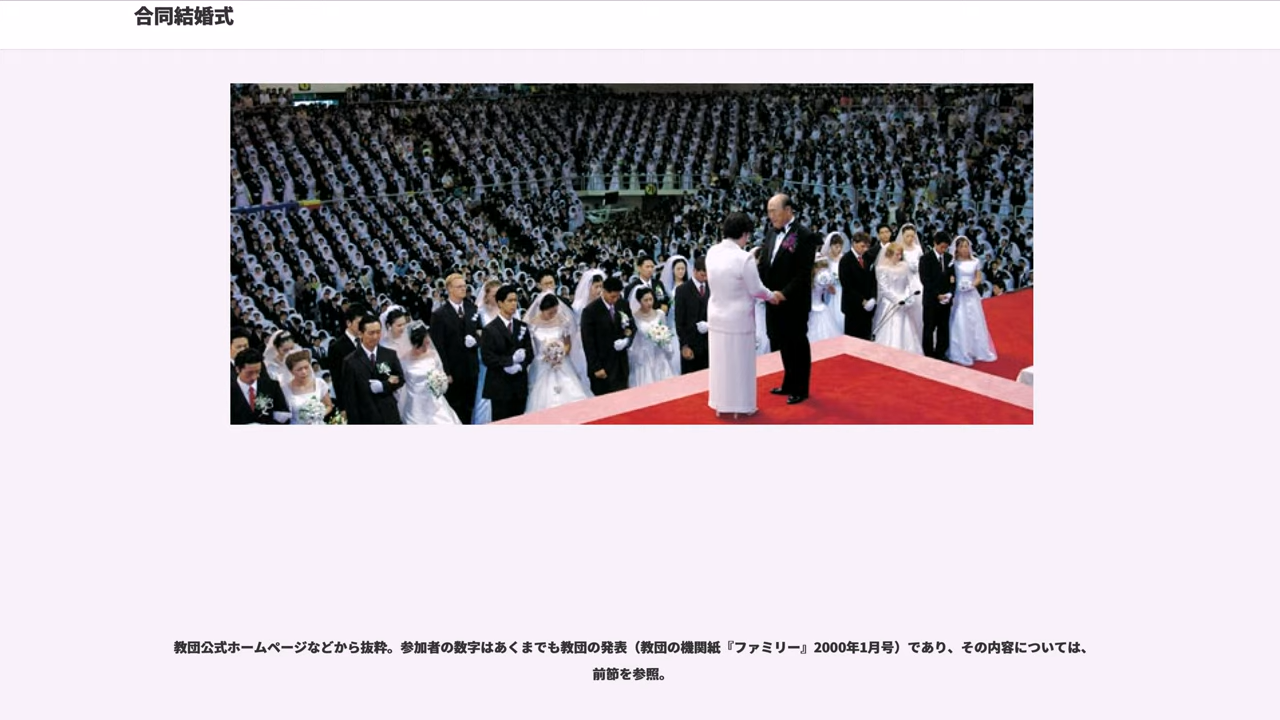 合同結婚式
教団公式ホームページなどから抜粋。参加者の数字はあくまでも教団の発表（教団の機関紙『ファミリー』2000年1月号）であり、その内容については、
前節を参照。